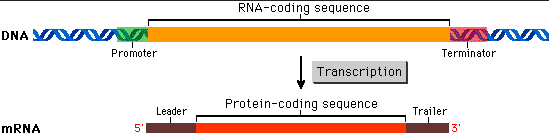 RNA-coding sequence
DNA
Promoter
Terminator
Transcription
Protein-coding sequence
Leader
Trailer
mRNA
5'
3'